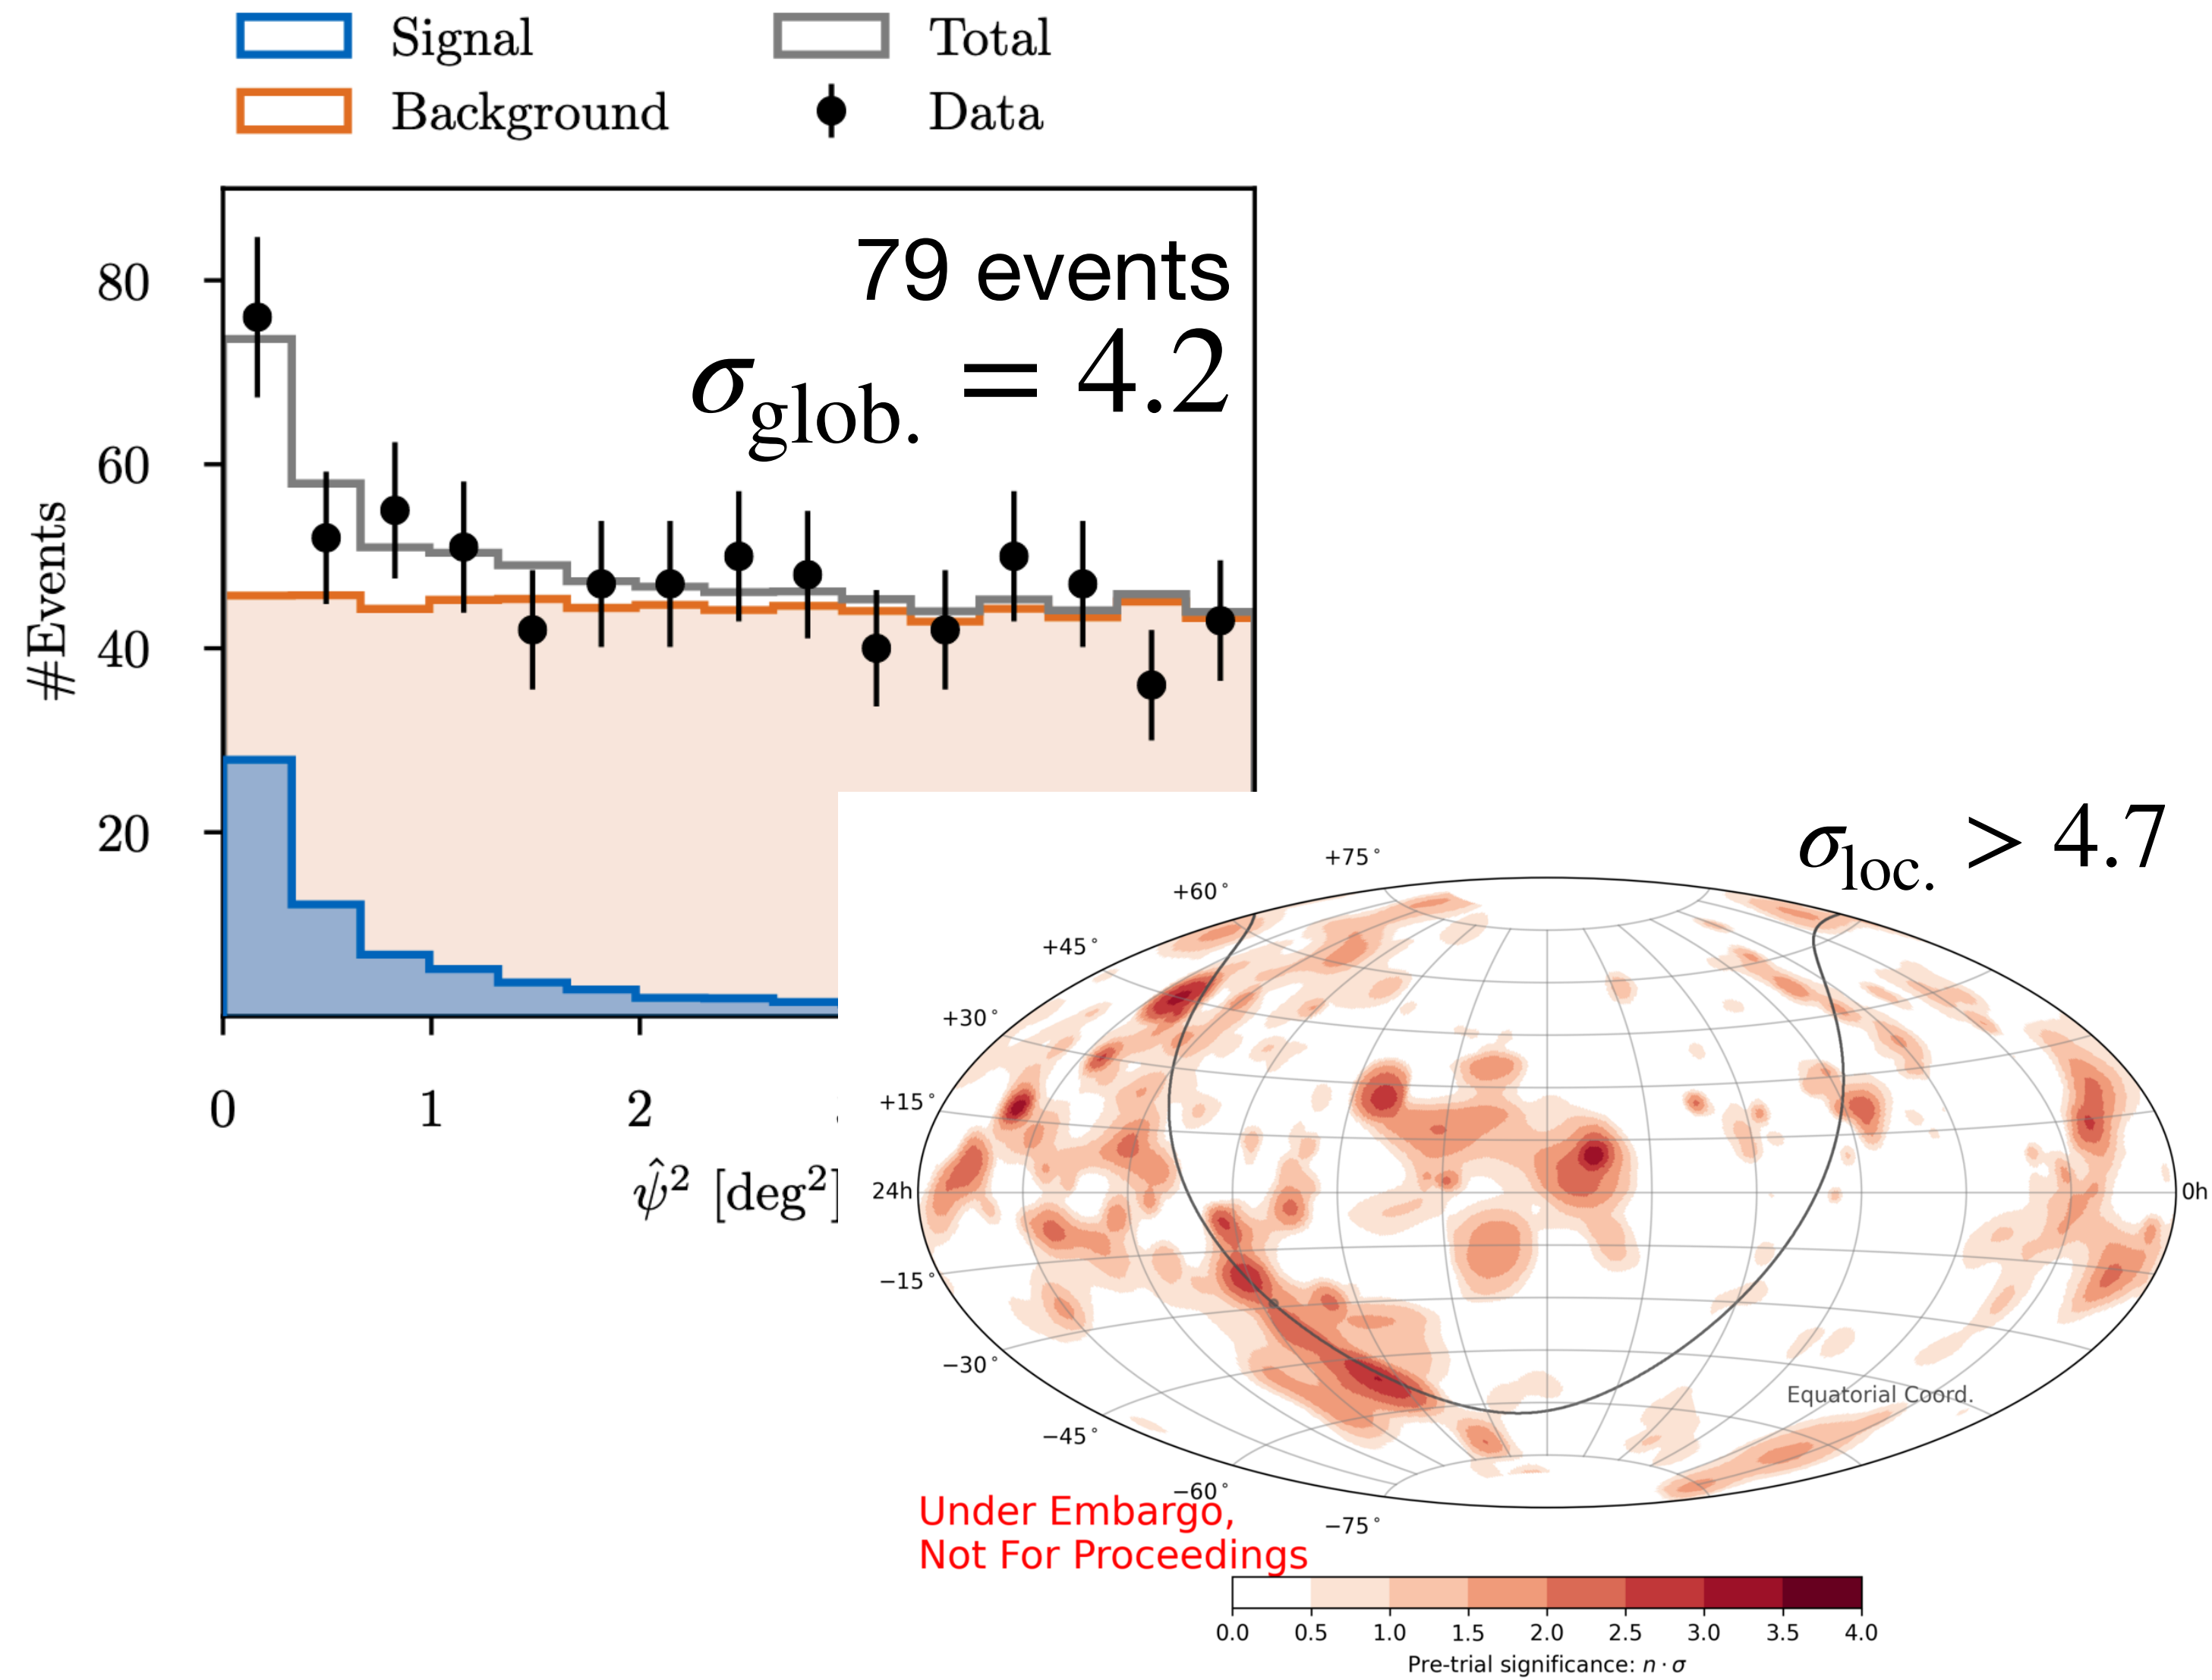 Signal
Total
Background
Data
79 events
σglob. = 4.2
80
60
40
20
#Events
0
1
2
ψ̂² [deg²]
σloc. > 4.7
+75°
+60°
+45°
+30°
+15°
24h
0h
−15°
−30°
−45°
−60°
−75°
Equatorial Coord.
Under Embargo,
Not For Proceedings
0.0 0.5 1.0 1.5 2.0 2.5 3.0 3.5 4.0
Pre-trial significance: n · σ